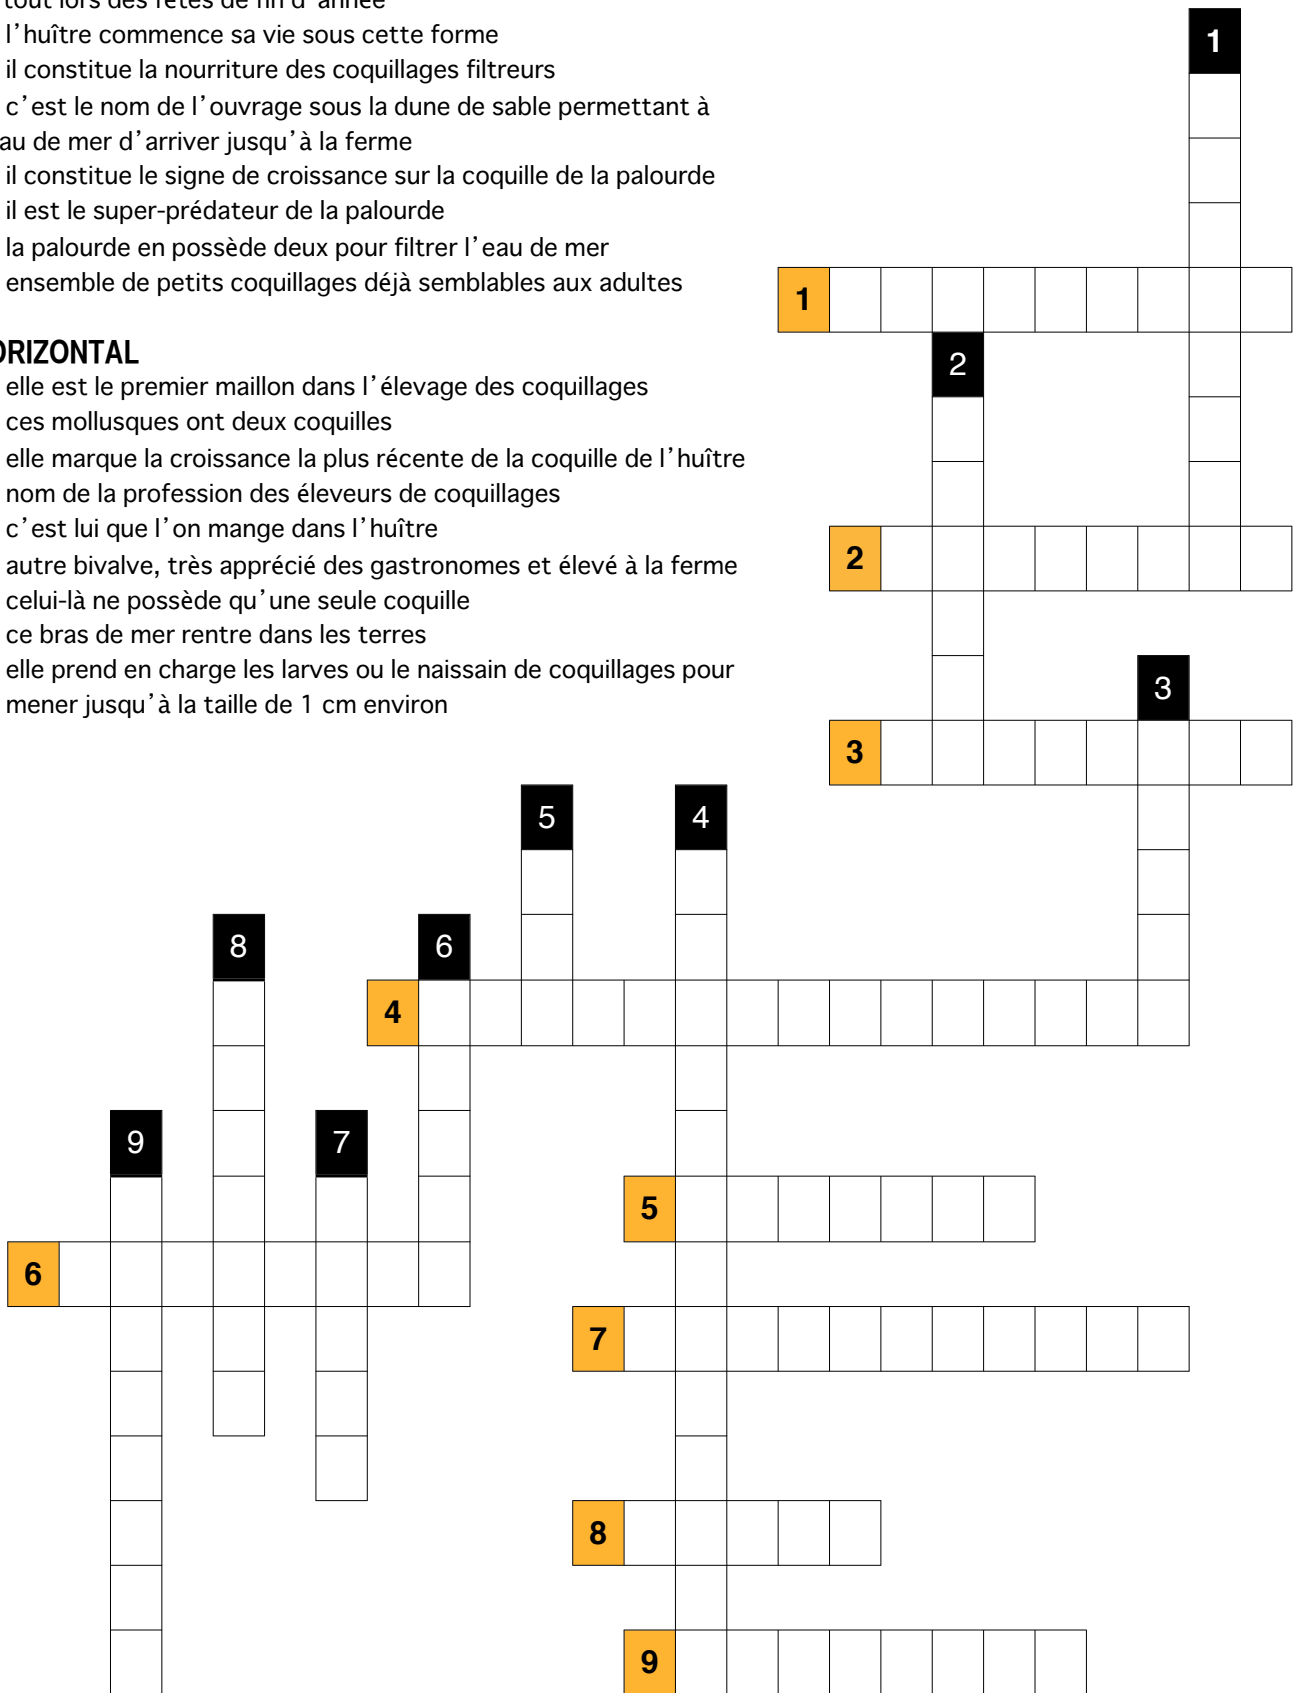 tout lors des fêtes de fin d’année
l’huître commence sa vie sous cette forme
il constitue la nourriture des coquillages filtreurs
c’est le nom de l’ouvrage sous la dune de sable permettant à
au de mer d’arriver jusqu’à la ferme
il constitue le signe de croissance sur la coquille de la palourde
il est le super-prédateur de la palourde
la palourde en possède deux pour filtrer l’eau de mer
ensemble de petits coquillages déjà semblables aux adultes
ORIZONTAL
elle est le premier maillon dans l’élevage des coquillages
ces mollusques ont deux coquilles
elle marque la croissance la plus récente de la coquille de l’huître
nom de la profession des éleveurs de coquillages
c’est lui que l’on mange dans l’huître
autre bivalve, très apprécié des gastronomes et élevé à la ferme
celui-là ne possède qu’une seule coquille
ce bras de mer rentre dans les terres
elle prend en charge les larves ou le naissain de coquillages pour
mener jusqu’à la taille de 1 cm environ
1
1
2
2
3
3
5
4
8
6
4
9
7
5
6
7
8
9